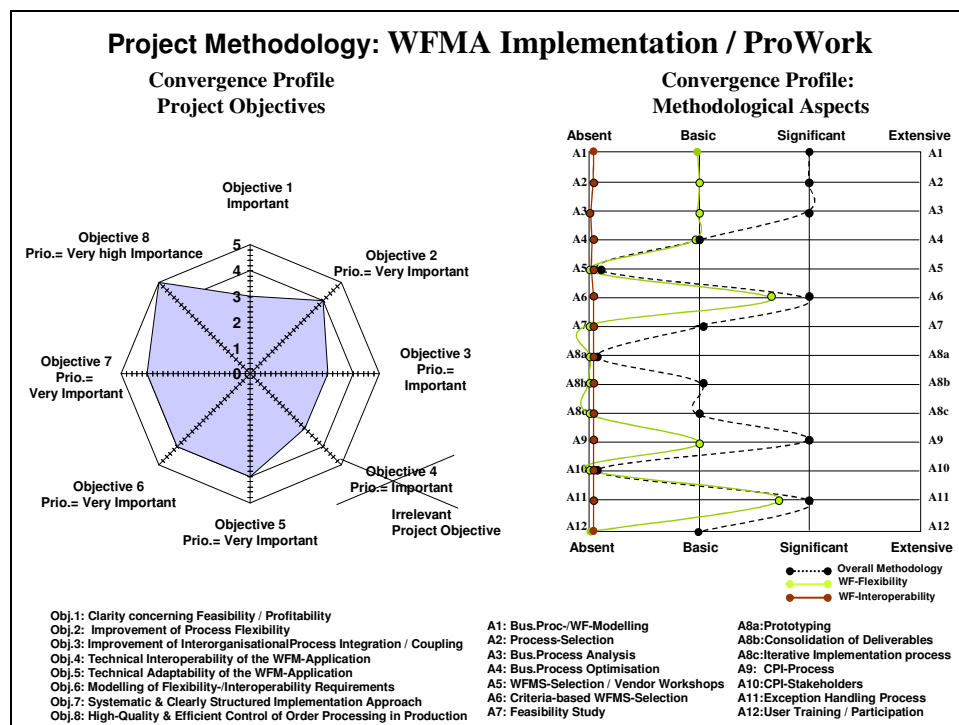 Project Methodology: WFMA Implementation / ProWork
Convergence Profile
Project Objectives
Objective 1
Important
Objective 8
Prio.= Very high Importance
Objective 2
Prio.= Very Important
5
4
3
2
1
0
Objective 7
Prio.=
Very Important
Objective 3
Prio.=
Important
Objective 6
Prio.= Very Important
Objective 4
Prio.= Important
Objective 5
Prio.= Very Important
Irrelevant
Project Objective
Convergence Profile:
Methodological Aspects
Absent Basic Significant Extensive
A1 A1
A2 A2
A3 A3
A4 A4
A5 A5
A6 A6
A7 A7
A8a A8a
A8b A8b
A8c A8c
A9 A9
A10 A10
A11 A11
A12 A12
Absent Basic Significant Extensive
Overall Methodology
WF-Flexibility
WF-Interoperability
Obj.1: Clarity concerning Feasibility / Profitability
Obj.2: Improvement of Process Flexibility
Obj.3: Improvement of InterorganisationalProcess Integration / Coupling
Obj.4: Technical Interoperability of the WFM-Application
Obj.5: Technical Adaptability of the WFM-Application
Obj.6: Modelling of Flexibility-/Interoperability Requirements
Obj.7: Systematic & Clearly Structured Implementation Approach
Obj.8: High-Quality & Efficient Control of Order Processing in Production
A1: Bus.Proc-/WF-Modelling
A2: Process-Selection
A3: Bus.Process Analysis
A4: Bus.Process Optimisation
A5: WFMS-Selection / Vendor Workshops
A6: Criteria-based WFMS-Selection
A7: Feasibility Study
A8a:Prototyping
A8b:Consolidation of Deliverables
A8c:Iterative Implementation process
A9: CPI-Process
A10:CPI-Stakeholders
A11:Exception Handling Process
A12:User Training / Participation